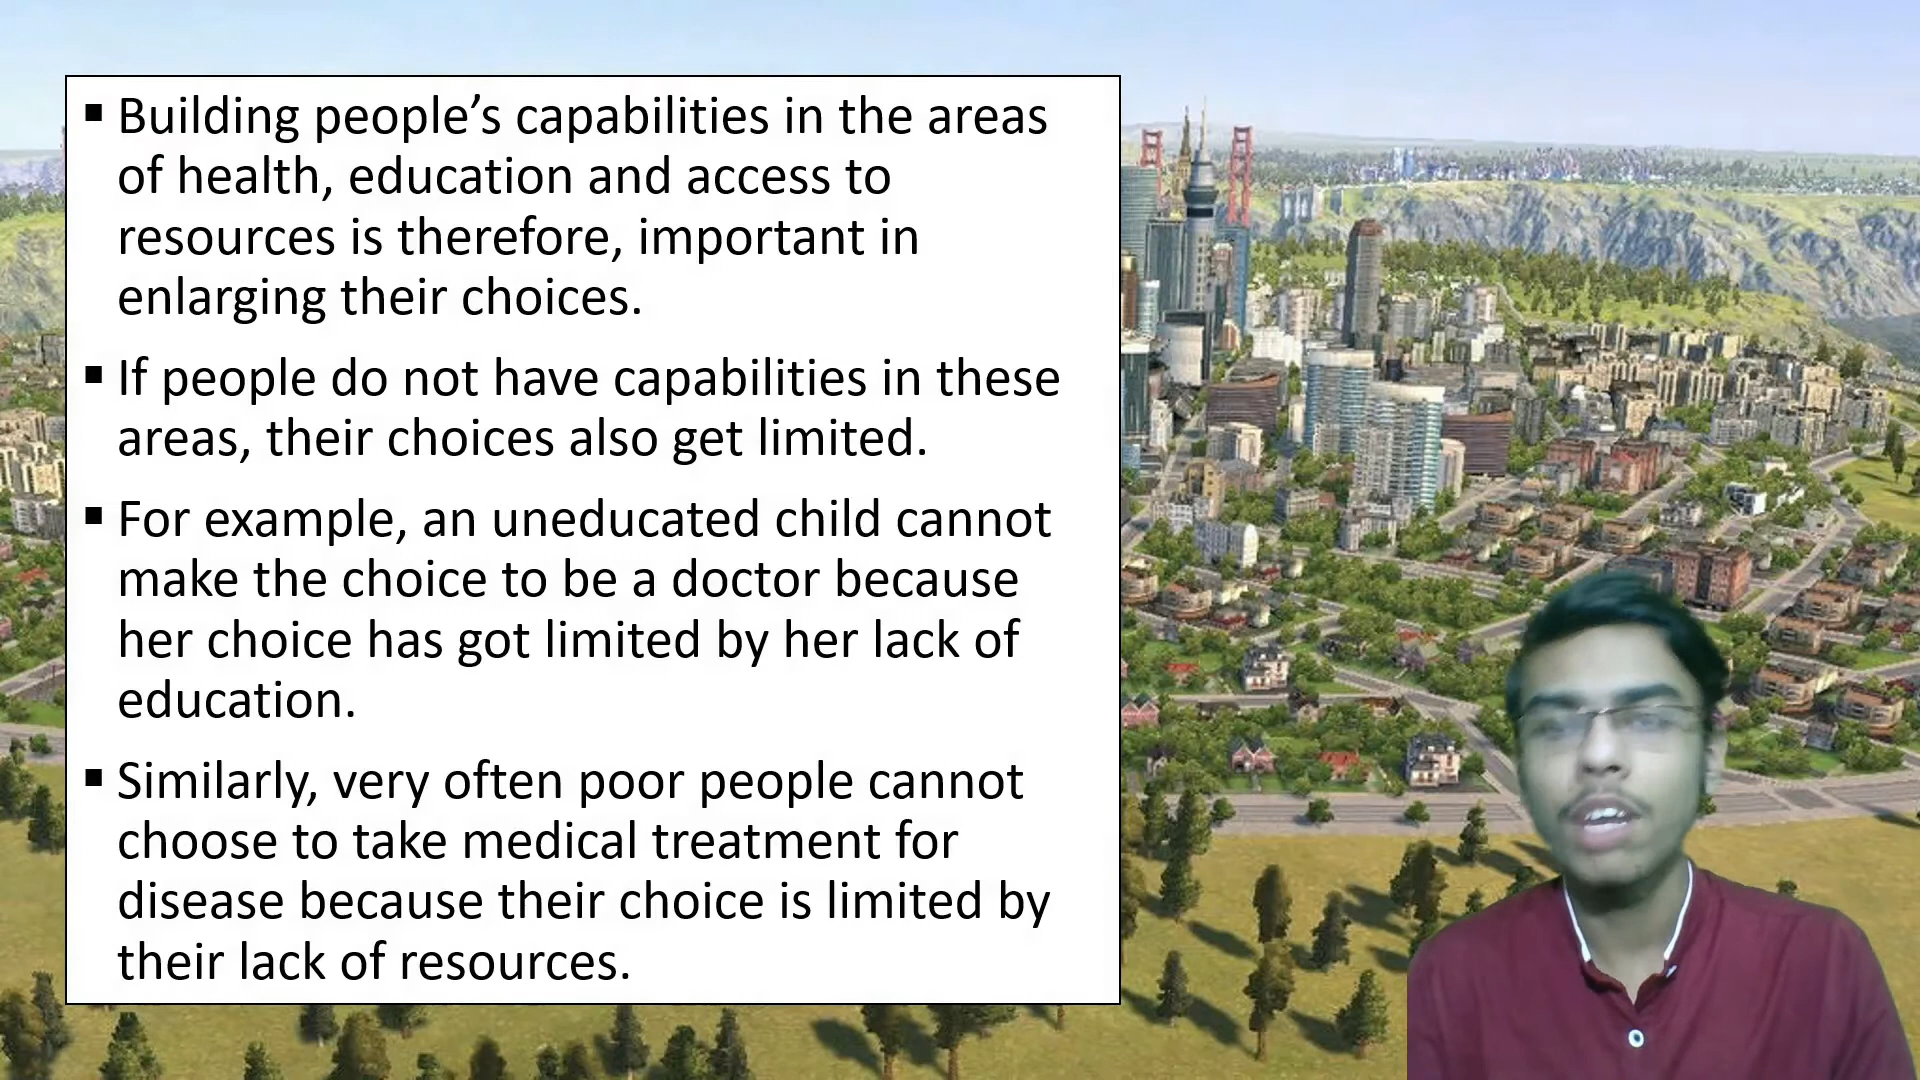 ▪ Building people’s capabilities in the areas
of health, education and access to
resources is therefore, important in
enlarging their choices.
▪ If people do not have capabilities in these
areas, their choices also get limited.
▪ For example, an uneducated child cannot
make the choice to be a doctor because
her choice has got limited by her lack of
education.
▪ Similarly, very often poor people cannot
choose to take medical treatment for
disease because their choice is limited by
their lack of resources.